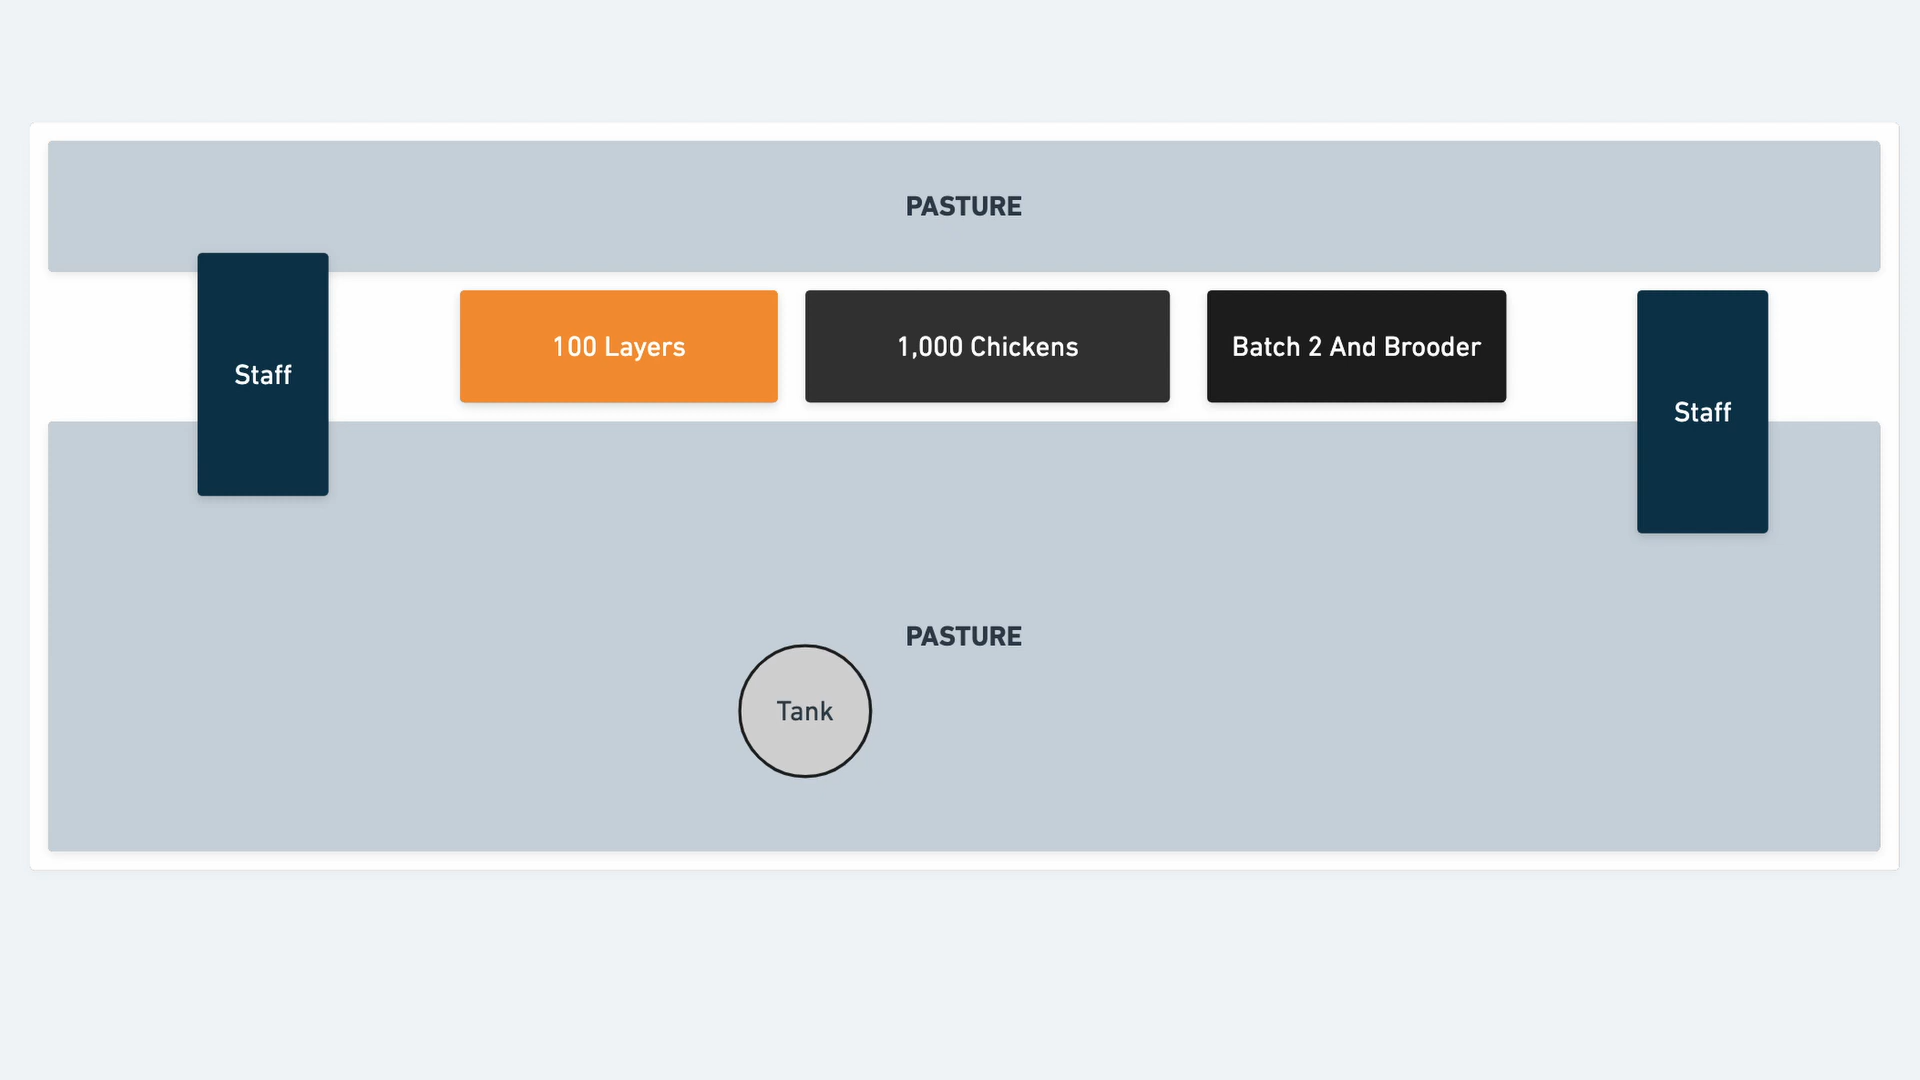 PASTURE
Staff
100 Layers
1,000 Chickens
Batch 2 And Brooder
Staff
PASTURE
Tank